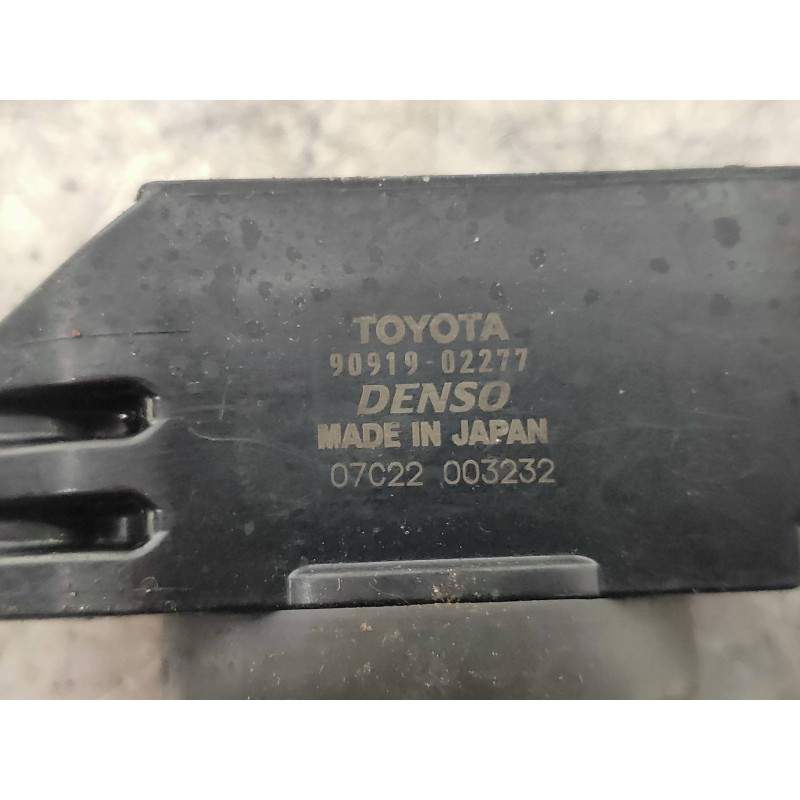 TOYOTA
90919-02277
DENSO
MADE IN JAPAN
07C22 003232